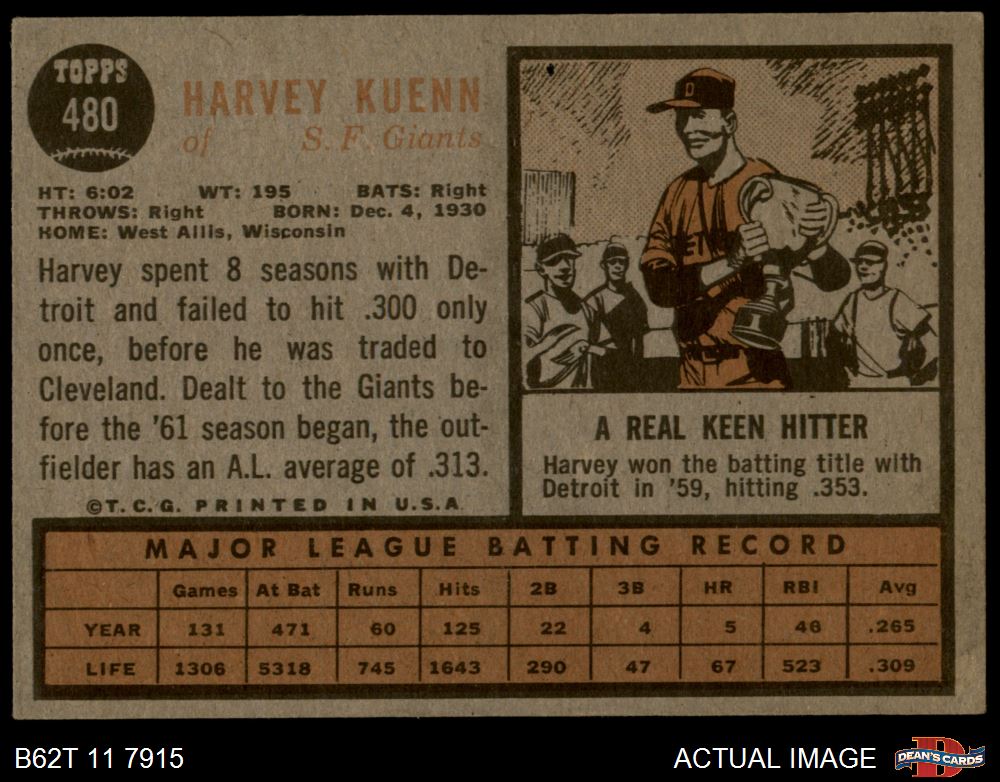 TOPPS
480
HARVEY KUENN
of S. F. Giants
HT: 6:02 WT: 195 BATS: Right
THROWS: Right BORN: Dec. 4, 1930
HOME: West Allis, Wisconsin
Harvey spent 8 seasons with De-
troit and failed to hit .300 only
once, before he was traded to
Cleveland. Dealt to the Giants be-
fore the '61 season began, the out-
fielder has an A.L. average of .313.
©T.C.G. PRINTED IN U.S.A.
D
DET
A REAL KEEN HITTER
Harvey won the batting title with
Detroit in '59, hitting .353.
MAJOR LEAGUE BATTING RECORD
Games At Bat Runs Hits 2B 3B HR RBI Avg
YEAR 131 471 60 125 22 4 5 46 .265
LIFE 1306 5318 745 1643 290 47 67 523 .309
B62T 11 7915
ACTUAL IMAGE
D
DEAN'S CARDS